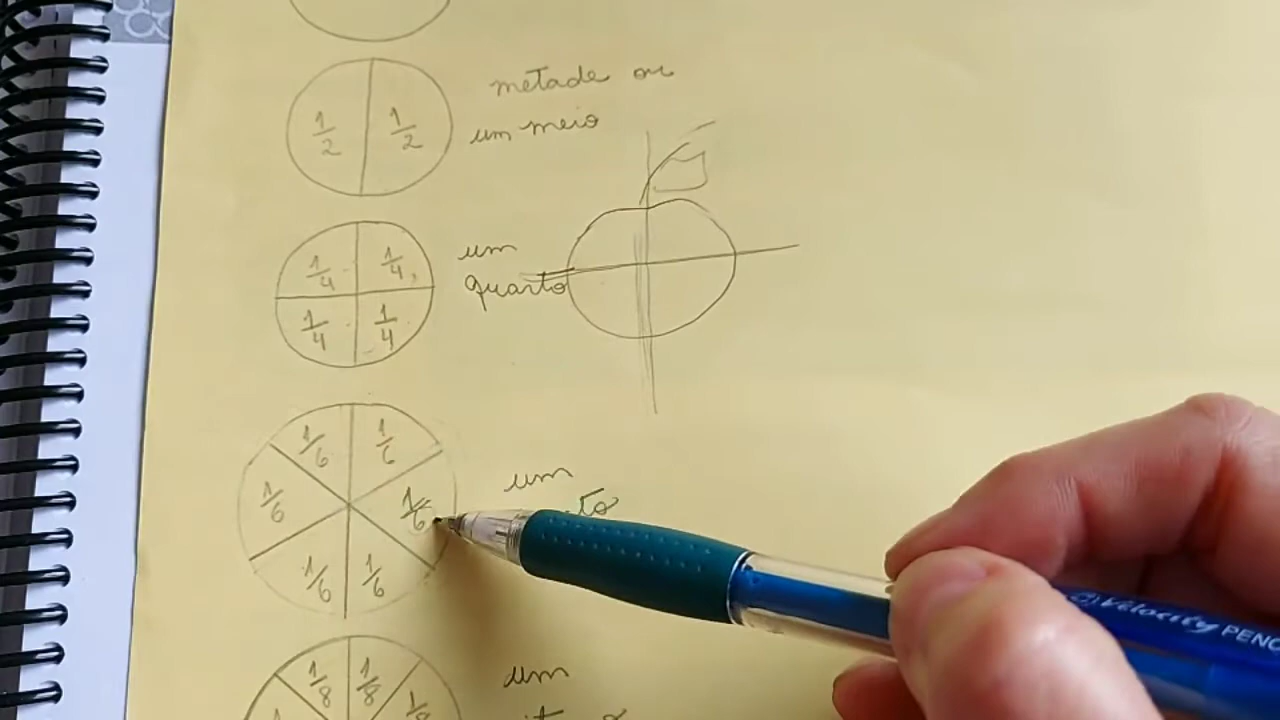 1/2 1/2
metade ou
um meio
1/4 1/4
um
quarto
1/4 1/4
1/6 1/6
um
1/6 1/6
1/6 1/6
Velocity PENC
um
1/8 1/8